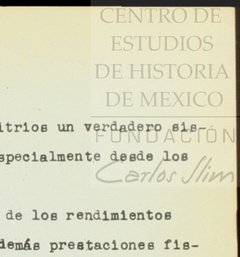 CENTRO DE
ESTUDIOS
DE HISTORIA
DE MEXICO
FUNDACIÓN
Carlos Slim
itrios un verdadero sis-
specialmente desde los
de los rendimientos
demás prestaciones fis-